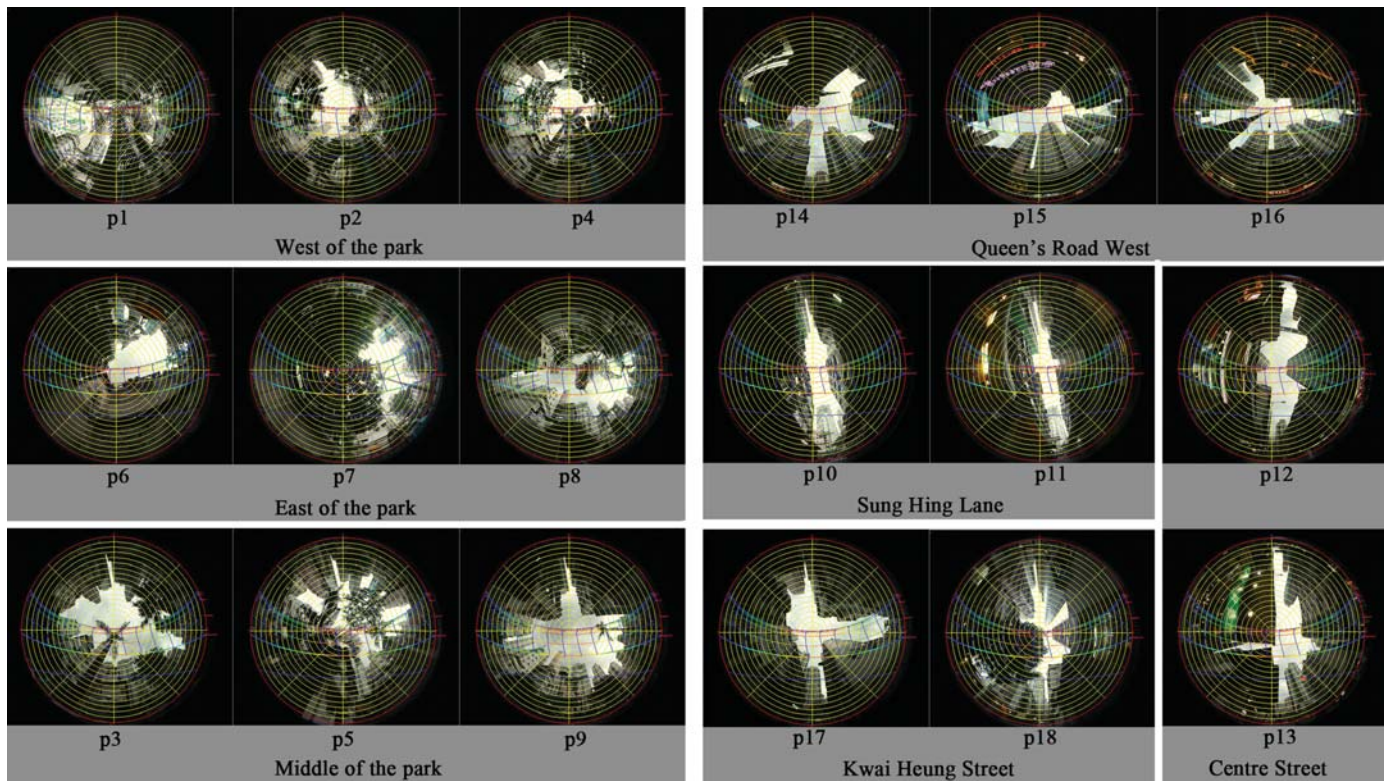 p1 p2 p4
West of the park
p14 p15 p16
Queen's Road West
p6 p7 p8
East of the park
p10 p11
Sung Hing Lane
p12
p3 p5 p9
Middle of the park
p17 p18
Kwai Heung Street
p13
Centre Street